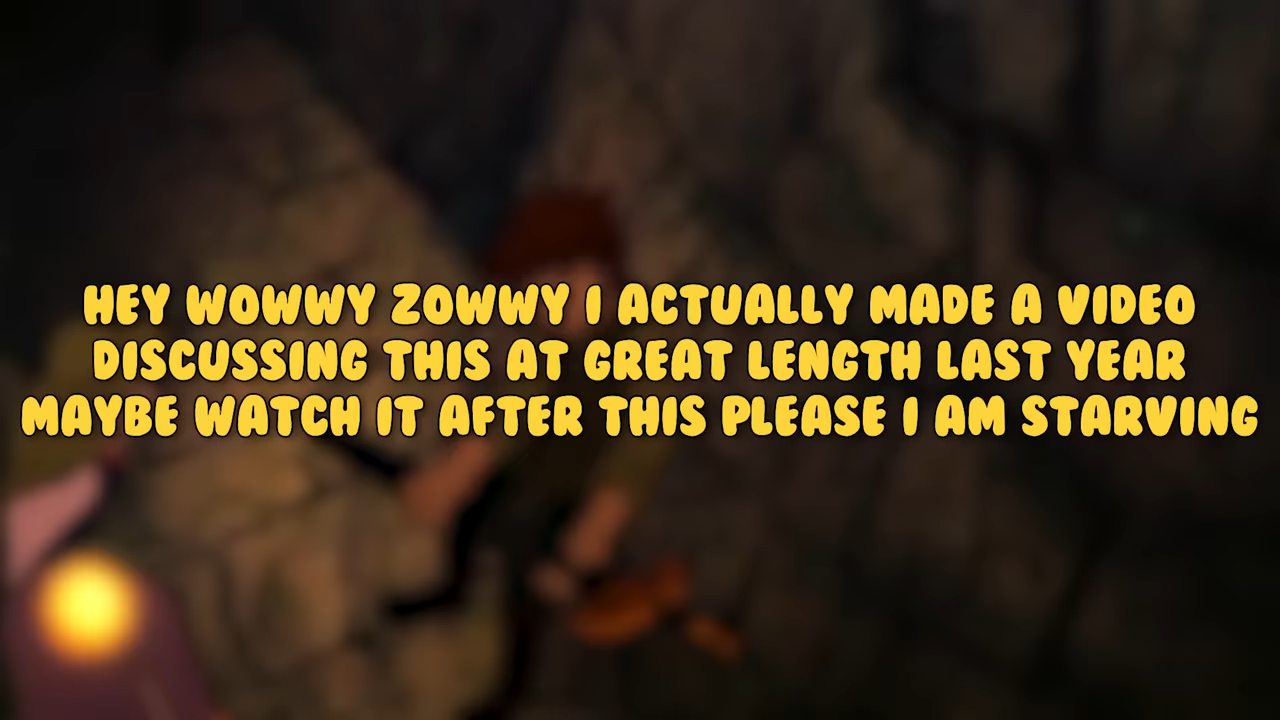 HEY WOWWY ZOWWY I ACTUALLY MADE A VIDEO
DISCUSSING THIS AT GREAT LENGTH LAST YEAR
MAYBE WATCH IT AFTER THIS PLEASE I AM STARVING